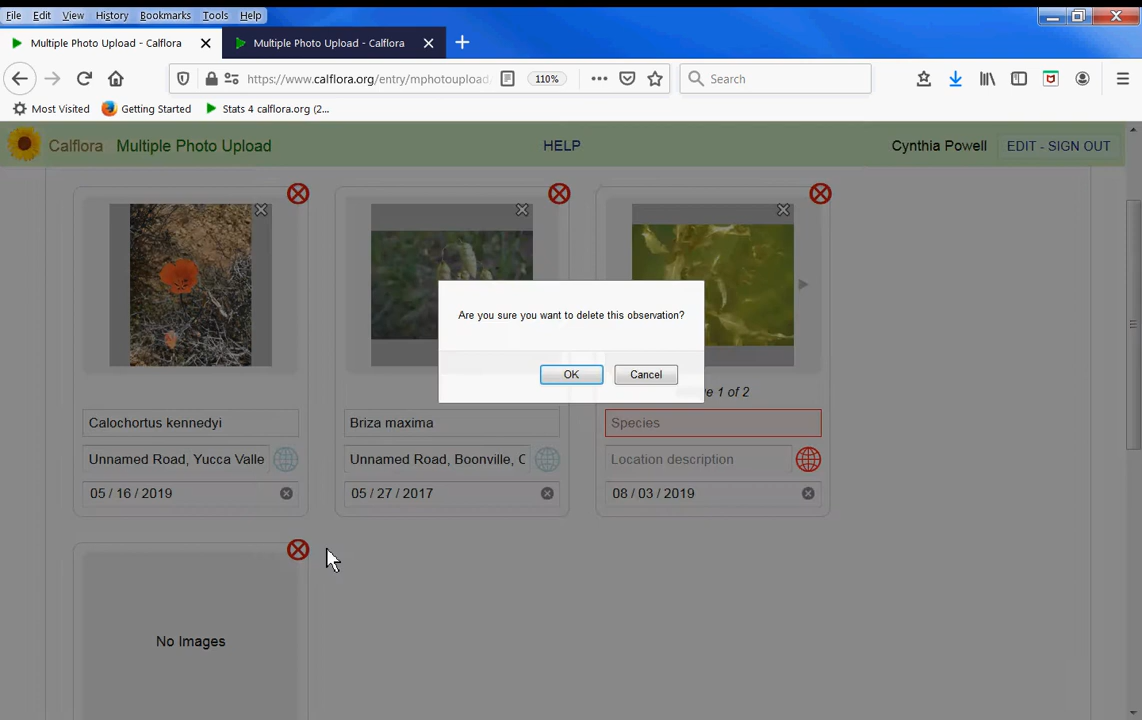 File Edit View History Bookmarks Tools Help
Multiple Photo Upload - Calflora
Multiple Photo Upload - Calflora
https://www.calflora.org/entry/mphotoupload.
110%
Search
Most Visited Getting Started Stats 4 calflora.org (2...
Calflora Multiple Photo Upload HELP Cynthia Powell EDIT - SIGN OUT
Are you sure you want to delete this observation?
OK Cancel
1 of 2
Calochortus kennedyi Briza maxima Species
Unnamed Road, Yucca Valle Unnamed Road, Boonville, C Location description
05 / 16 / 2019 05 / 27 / 2017 08 / 03 / 2019
No Images